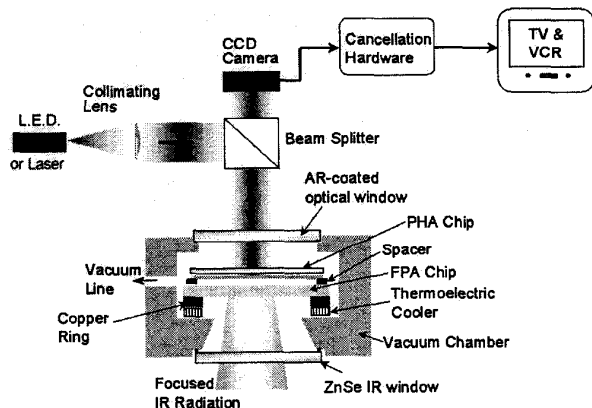 CCD
Camera
Cancellation
Hardware
TV &
VCR
Collimating
Lens
L.E.D.
or Laser
Beam Splitter
AR-coated
optical window
PHA Chip
Spacer
FPA Chip
Vacuum
Line
Thermoelectric
Cooler
Copper
Ring
Vacuum Chamber
Focused
IR Radiation
ZnSe IR window